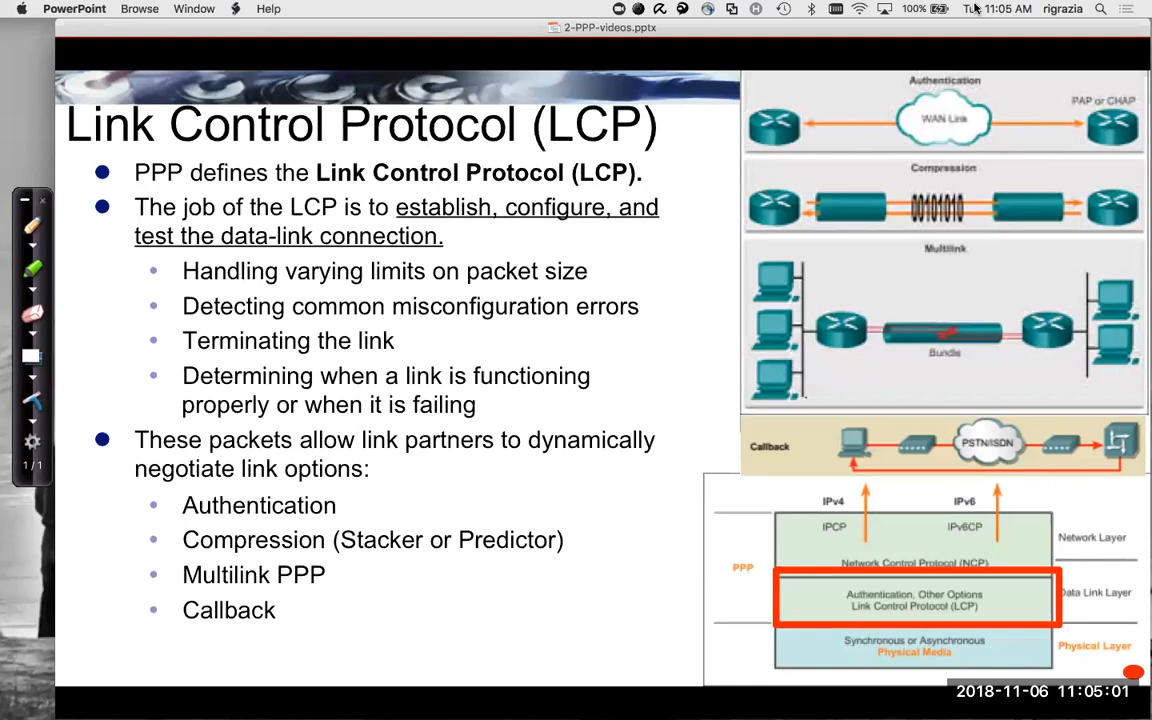 PowerPoint Browse Window Help 100% Tue 11:05 AM rigrazia
2-PPP-videos.pptx
Link Control Protocol (LCP)
● PPP defines the Link Control Protocol (LCP).
● The job of the LCP is to establish, configure, and
test the data-link connection.
• Handling varying limits on packet size
• Detecting common misconfiguration errors
• Terminating the link
• Determining when a link is functioning
properly or when it is failing
● These packets allow link partners to dynamically
negotiate link options:
• Authentication
• Compression (Stacker or Predictor)
• Multilink PPP
• Callback
1/1
Authentication
PAP or CHAP
WAN Link
Compression
Multilink
Bundle
Callback
PSTN/ISDN
IPv4 IPv6
IPCP IPv6CP
Network Layer
Network Control Protocol (NCP)
PPP
Authentication, Other Options
Data Link Layer
Link Control Protocol (LCP)
Synchronous or Asynchronous
Physical Media
Physical Layer
2018-11-06 11:05:01